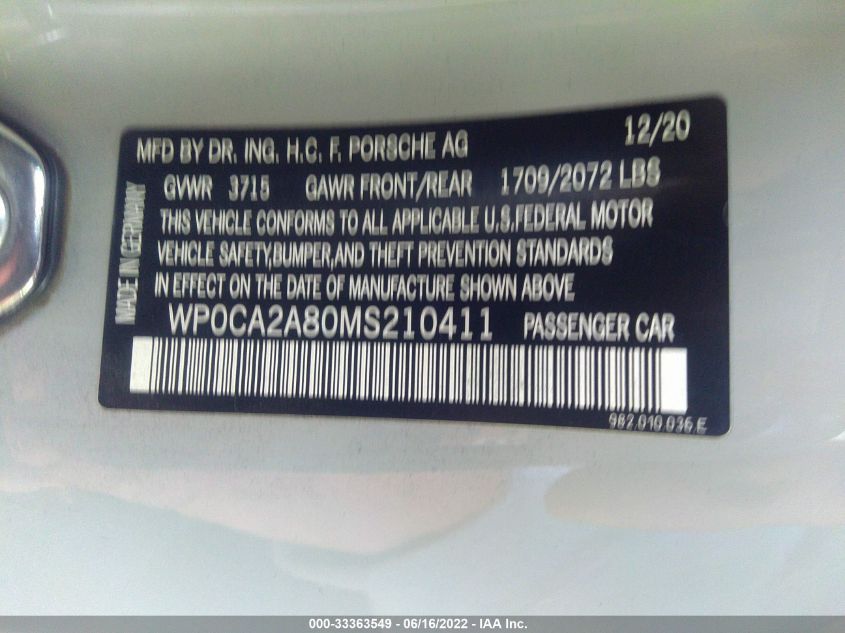 MFD BY DR. ING. H.C. F. PORSCHE AG 12/20
GVWR 3715 GAWR FRONT/REAR 1709/2072 LBS
THIS VEHICLE CONFORMS TO ALL APPLICABLE U.S.FEDERAL MOTOR
VEHICLE SAFETY,BUMPER,AND THEFT PREVENTION STANDARDS
IN EFFECT ON THE DATE OF MANUFACTURE SHOWN ABOVE
MADE IN GERMANY
WP0CA2A80MS210411 PASSENGER CAR
982.010.036.E
000-33363549 - 06/16/2022 - IAA Inc.